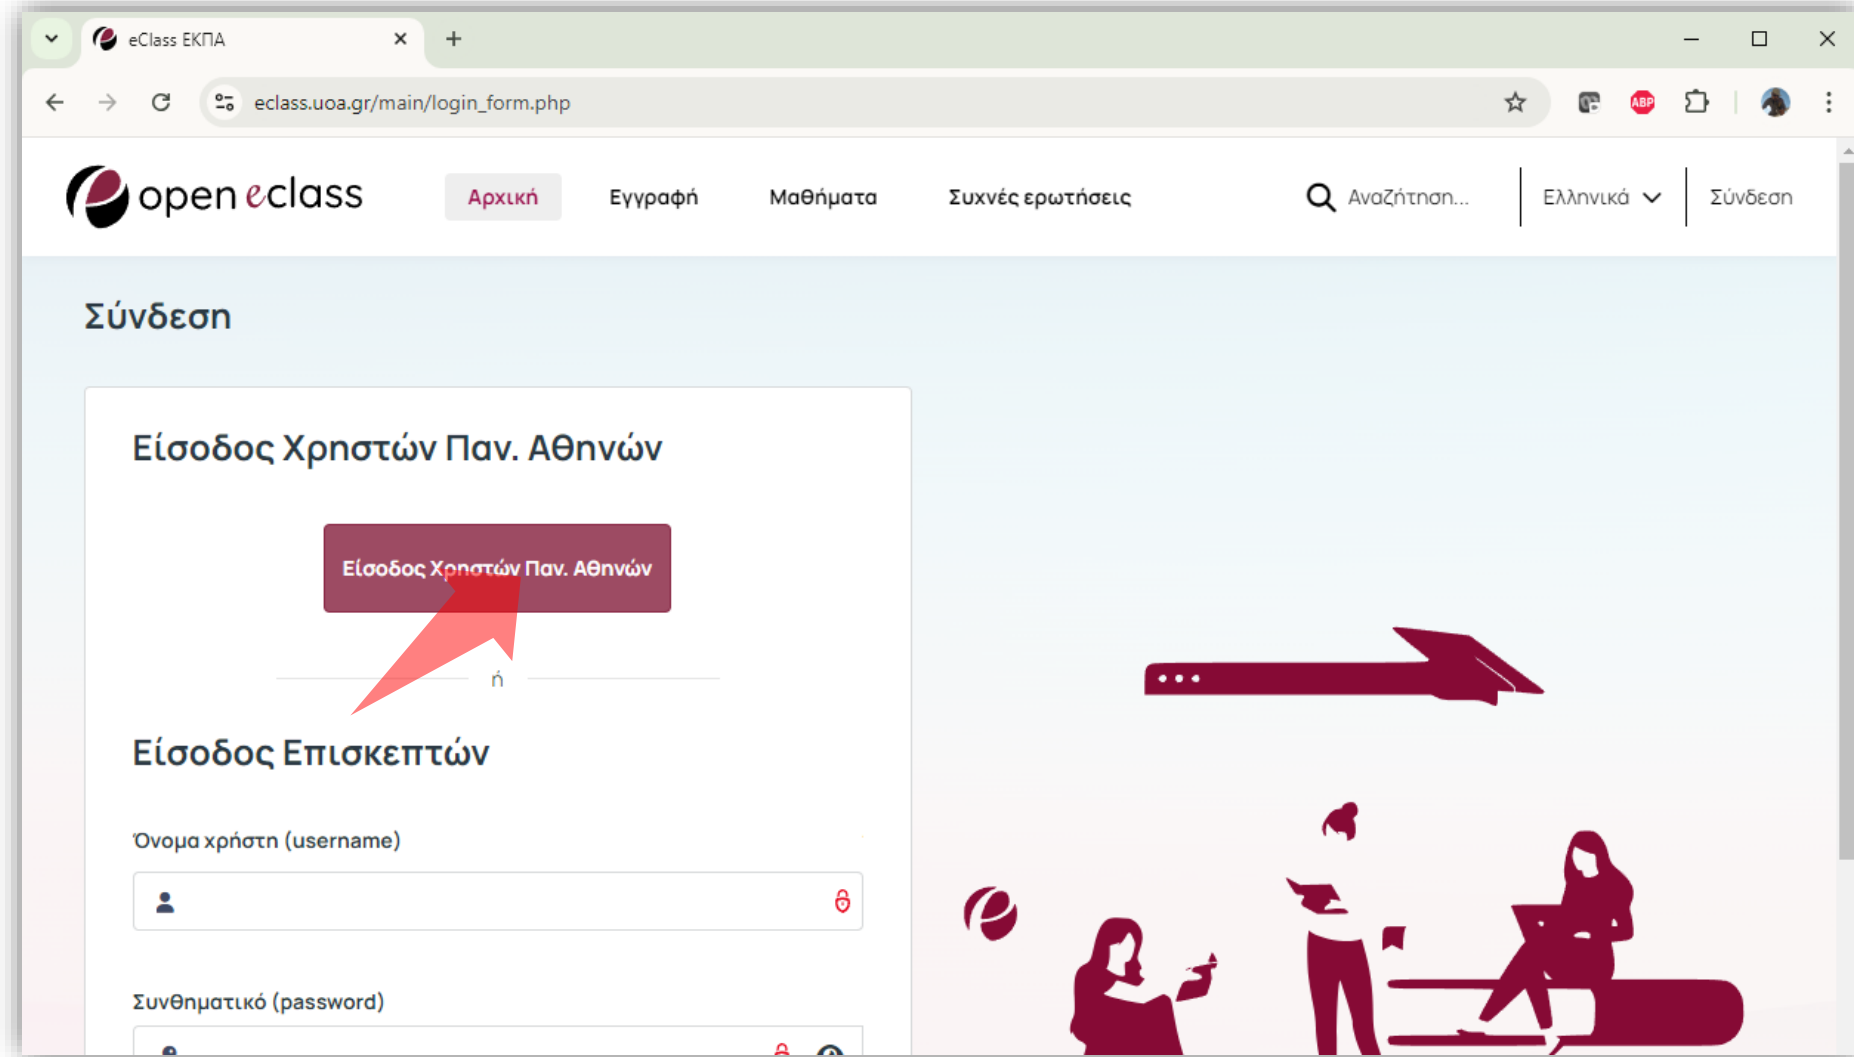 eClass ΕΚΠΑ
eclass.uoa.gr/main/login_form.php
ABP
open eclass
Αρχική
Εγγραφή
Μαθήματα
Συχνές ερωτήσεις
Αναζήτηση...
Ελληνικά
Σύνδεση
Σύνδεση
Είσοδος Χρηστών Παν. Αθηνών
Είσοδος Χρηστών Παν. Αθηνών
ή
Είσοδος Επισκεπτών
Όνομα χρήστη (username)
Συνθηματικό (password)